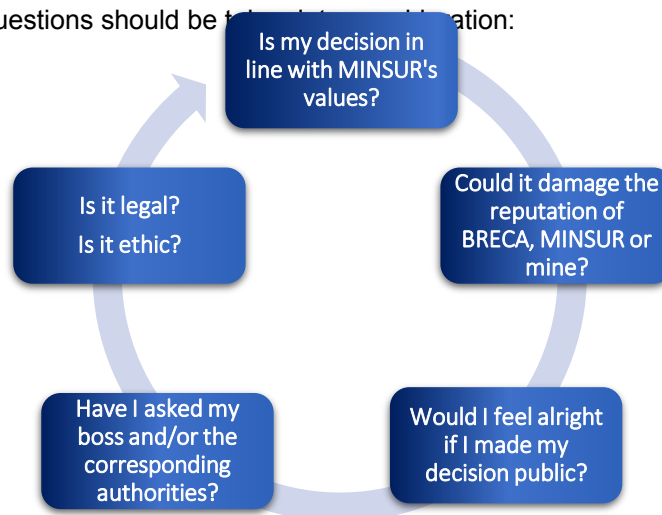 uestions should be ation:
Is my decision in
line with MINSUR's
values?
Could it damage the
reputation of
BRECA, MINSUR or
mine?
Would I feel alright
if I made my
decision public?
Have I asked my
boss and/or the
corresponding
authorities?
Is it legal?
Is it ethic?